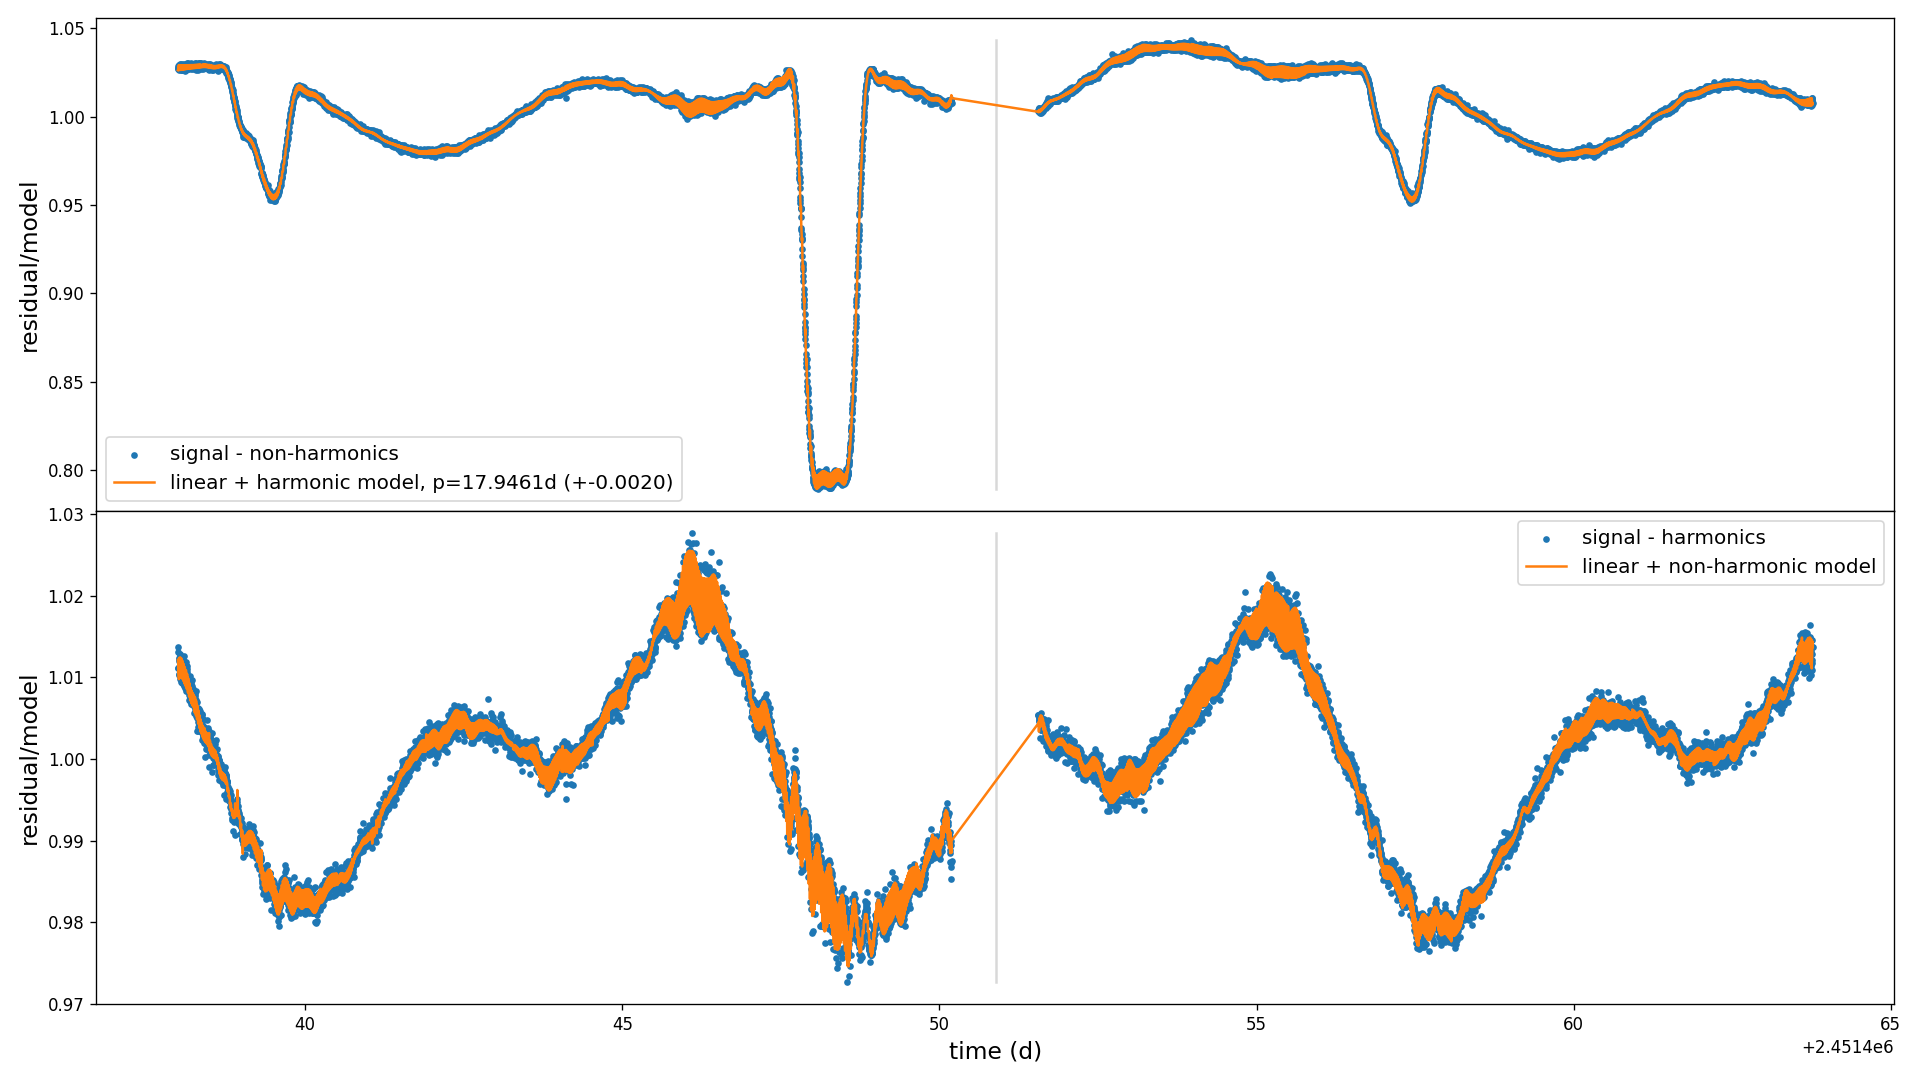 1.05
1.00
0.95
0.90
0.85
0.80
residual/model
signal - non-harmonics
linear + harmonic model, p=17.9461d (+-0.0020)
1.03
1.02
1.01
1.00
0.99
0.98
0.97
residual/model
signal - harmonics
linear + non-harmonic model
40 45 50 55 60 65
time (d)
+2.4514e6